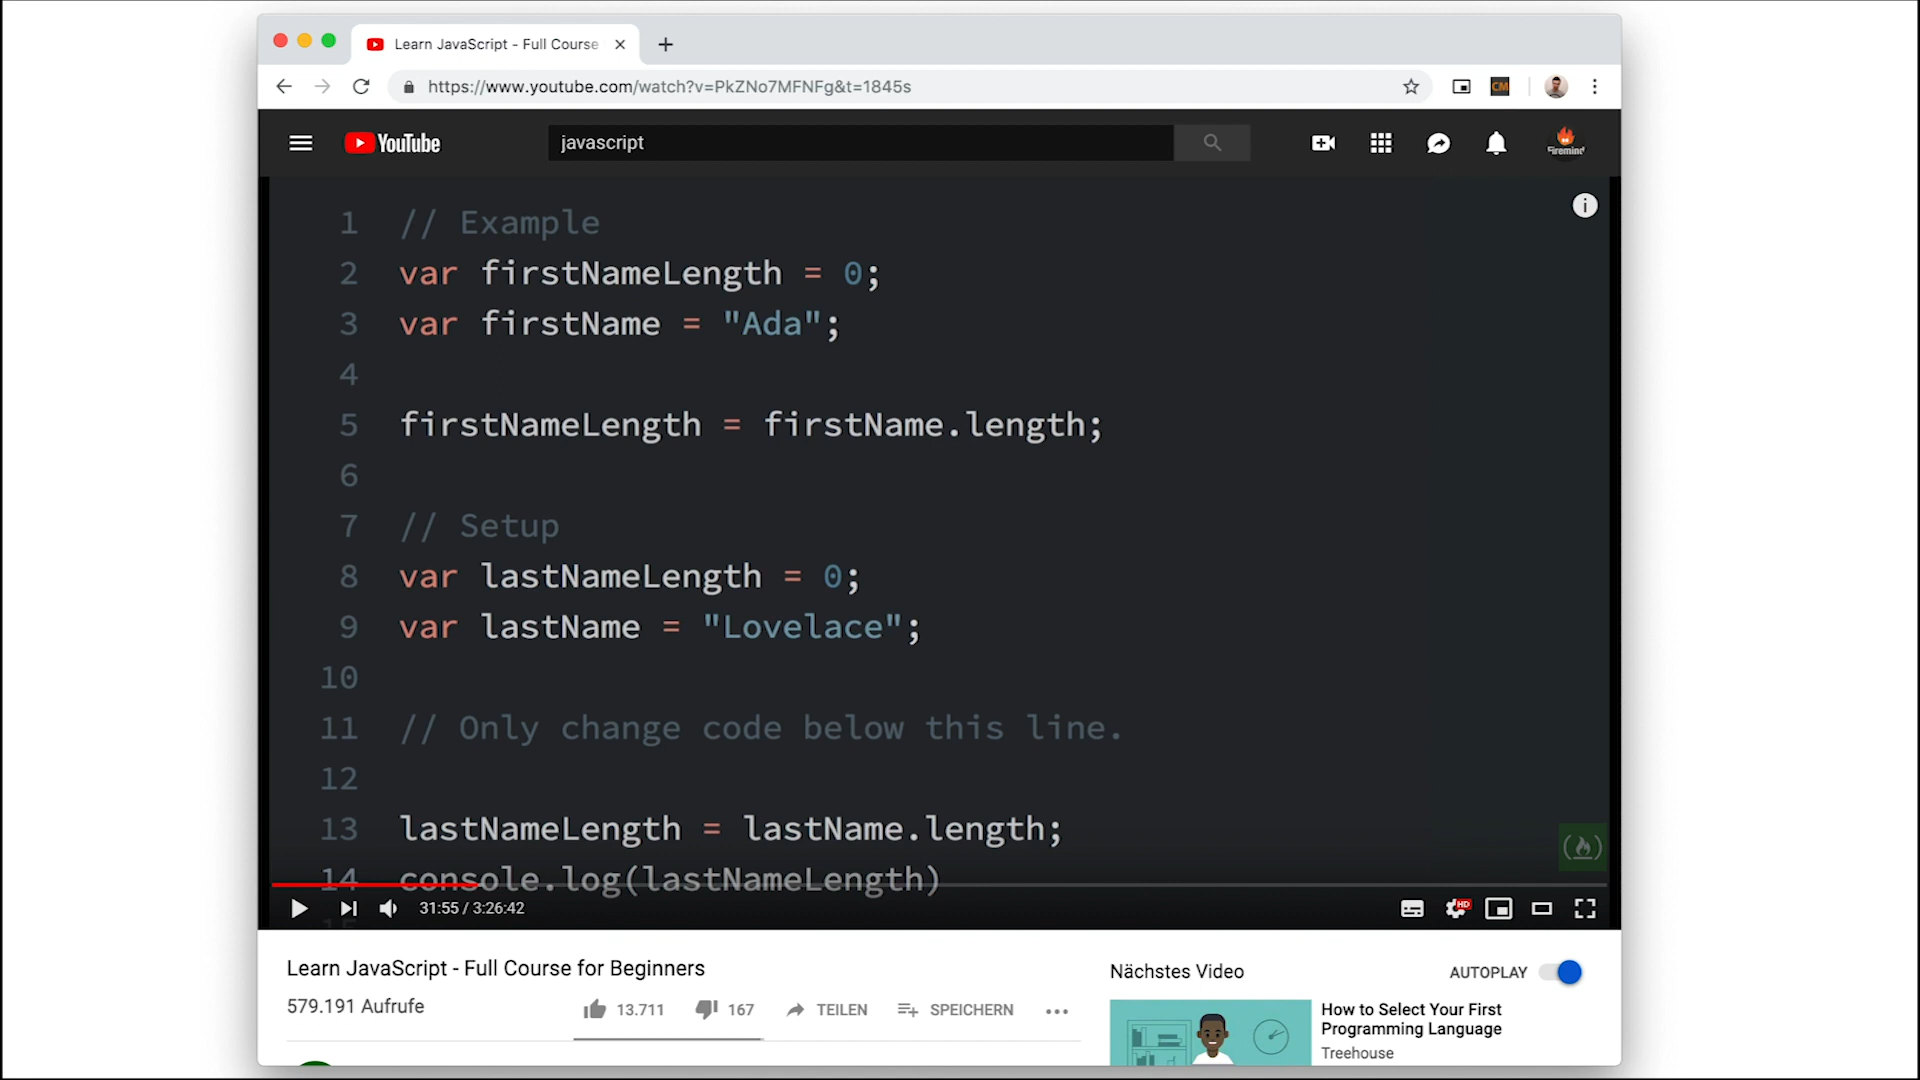 Learn JavaScript - Full Course
https://www.youtube.com/watch?v=PkZNo7MFNFg&t=1845s
CM
YouTube
javascript
Firemind
1 // Example
2 var firstNameLength = 0;
3 var firstName = "Ada";
4
5 firstNameLength = firstName.length;
6
7 // Setup
8 var lastNameLength = 0;
9 var lastName = "Lovelace";
10
11 // Only change code below this line.
12
13 lastNameLength = lastName.length;
14 console.log(lastNameLength)
15
31:55 / 3:26:42
HD
Learn JavaScript - Full Course for Beginners
579.191 Aufrufe
13.711
167
TEILEN
SPEICHERN
Nächstes Video
AUTOPLAY
How to Select Your First
Programming Language
Treehouse